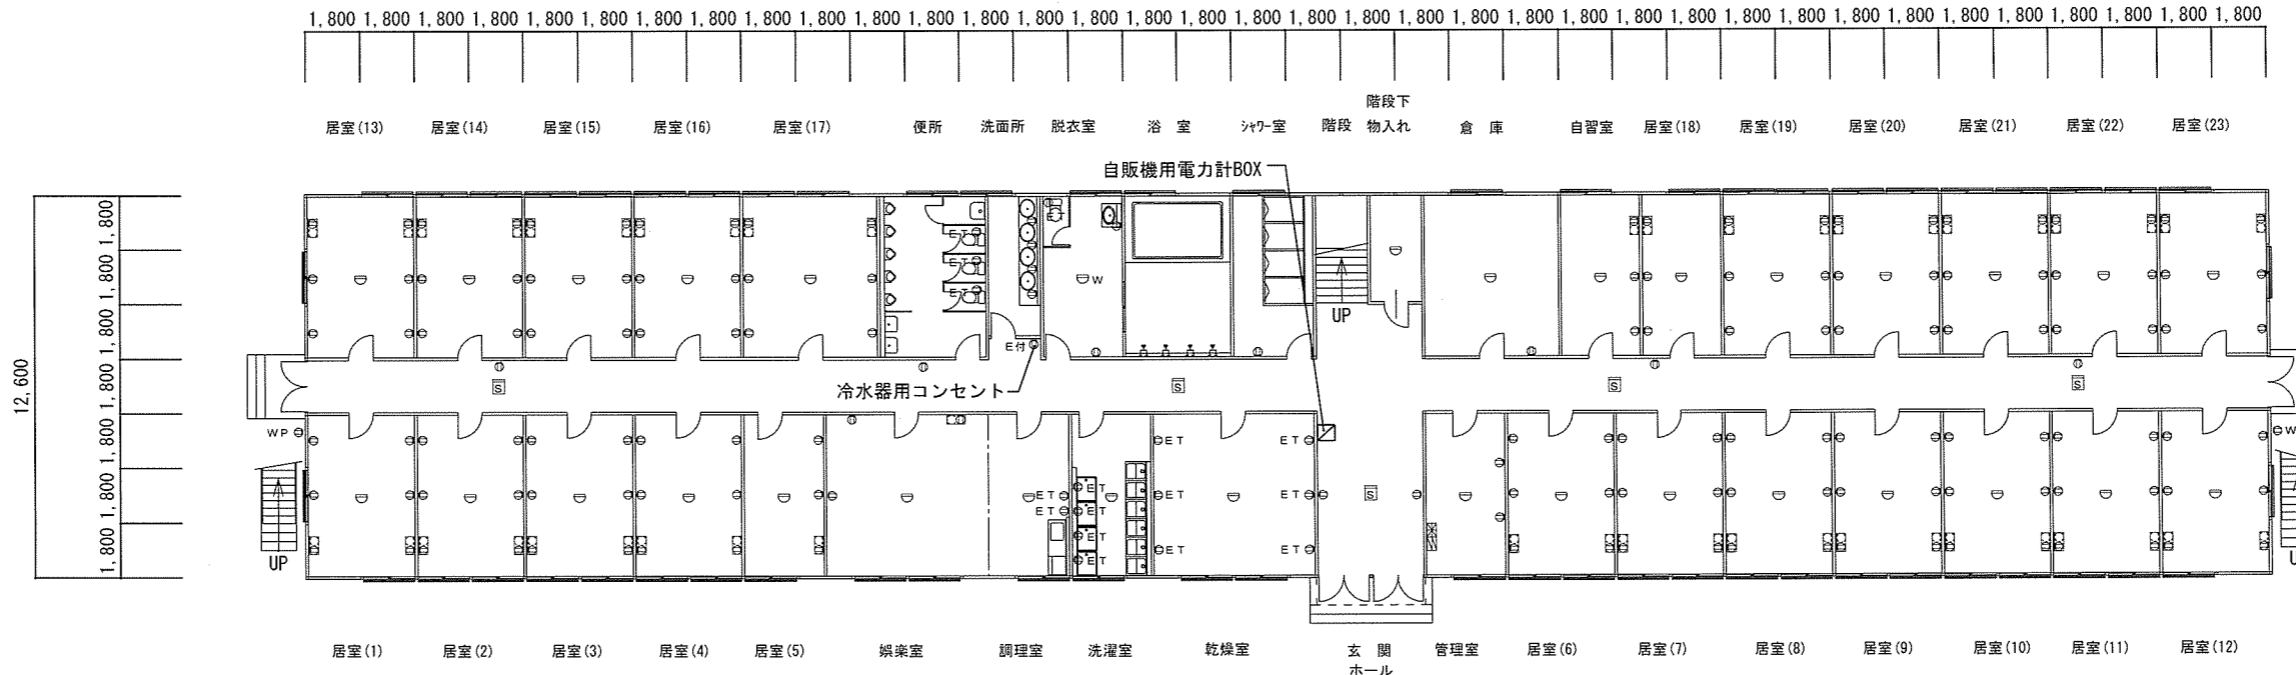 1,800 1,800 1,800 1,800 1,800 1,800 1,800 1,800 1,800 1,800 1,800 1,800 1,800 1,800 1,800 1,800 1,800 1,800 1,800 1,800 1,800 1,800 1,800 1,800 1,800 1,800 1,800 1,800 1,800 1,800 1,800 1,800 1,800 1,800 1,800 1,800
居室(13) 居室(14) 居室(15) 居室(16) 居室(17) 便所 洗面所 脱衣室 浴 室 ｼｬﾜｰ室 階段 階段下
物入れ 倉 庫 自習室 居室(18) 居室(19) 居室(20) 居室(21) 居室(22) 居室(23)
自販機用電力計BOX
12,600
1,800 1,800 1,800 1,800 1,800 1,800 1,800
ET
ET
ET
ET
W
UP
E付
冷水器用コンセント
S S S S
WP
W
UP
ET
ET
ET
ET
ET
ET
ET
ET
ET
ET
ET
ET
S
U
居室(1) 居室(2) 居室(3) 居室(4) 居室(5) 娯楽室 調理室 洗濯室 乾燥室 玄 関
ホール 管理室 居室(6) 居室(7) 居室(8) 居室(9) 居室(10) 居室(11) 居室(12)